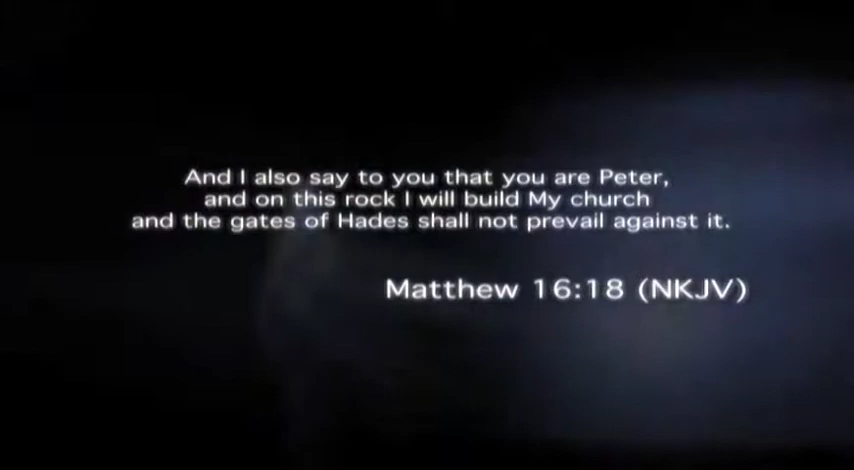 And I also say to you that you are Peter,
and on this rock I will build My church
and the gates of Hades shall not prevail against it.
Matthew 16:18 (NKJV)